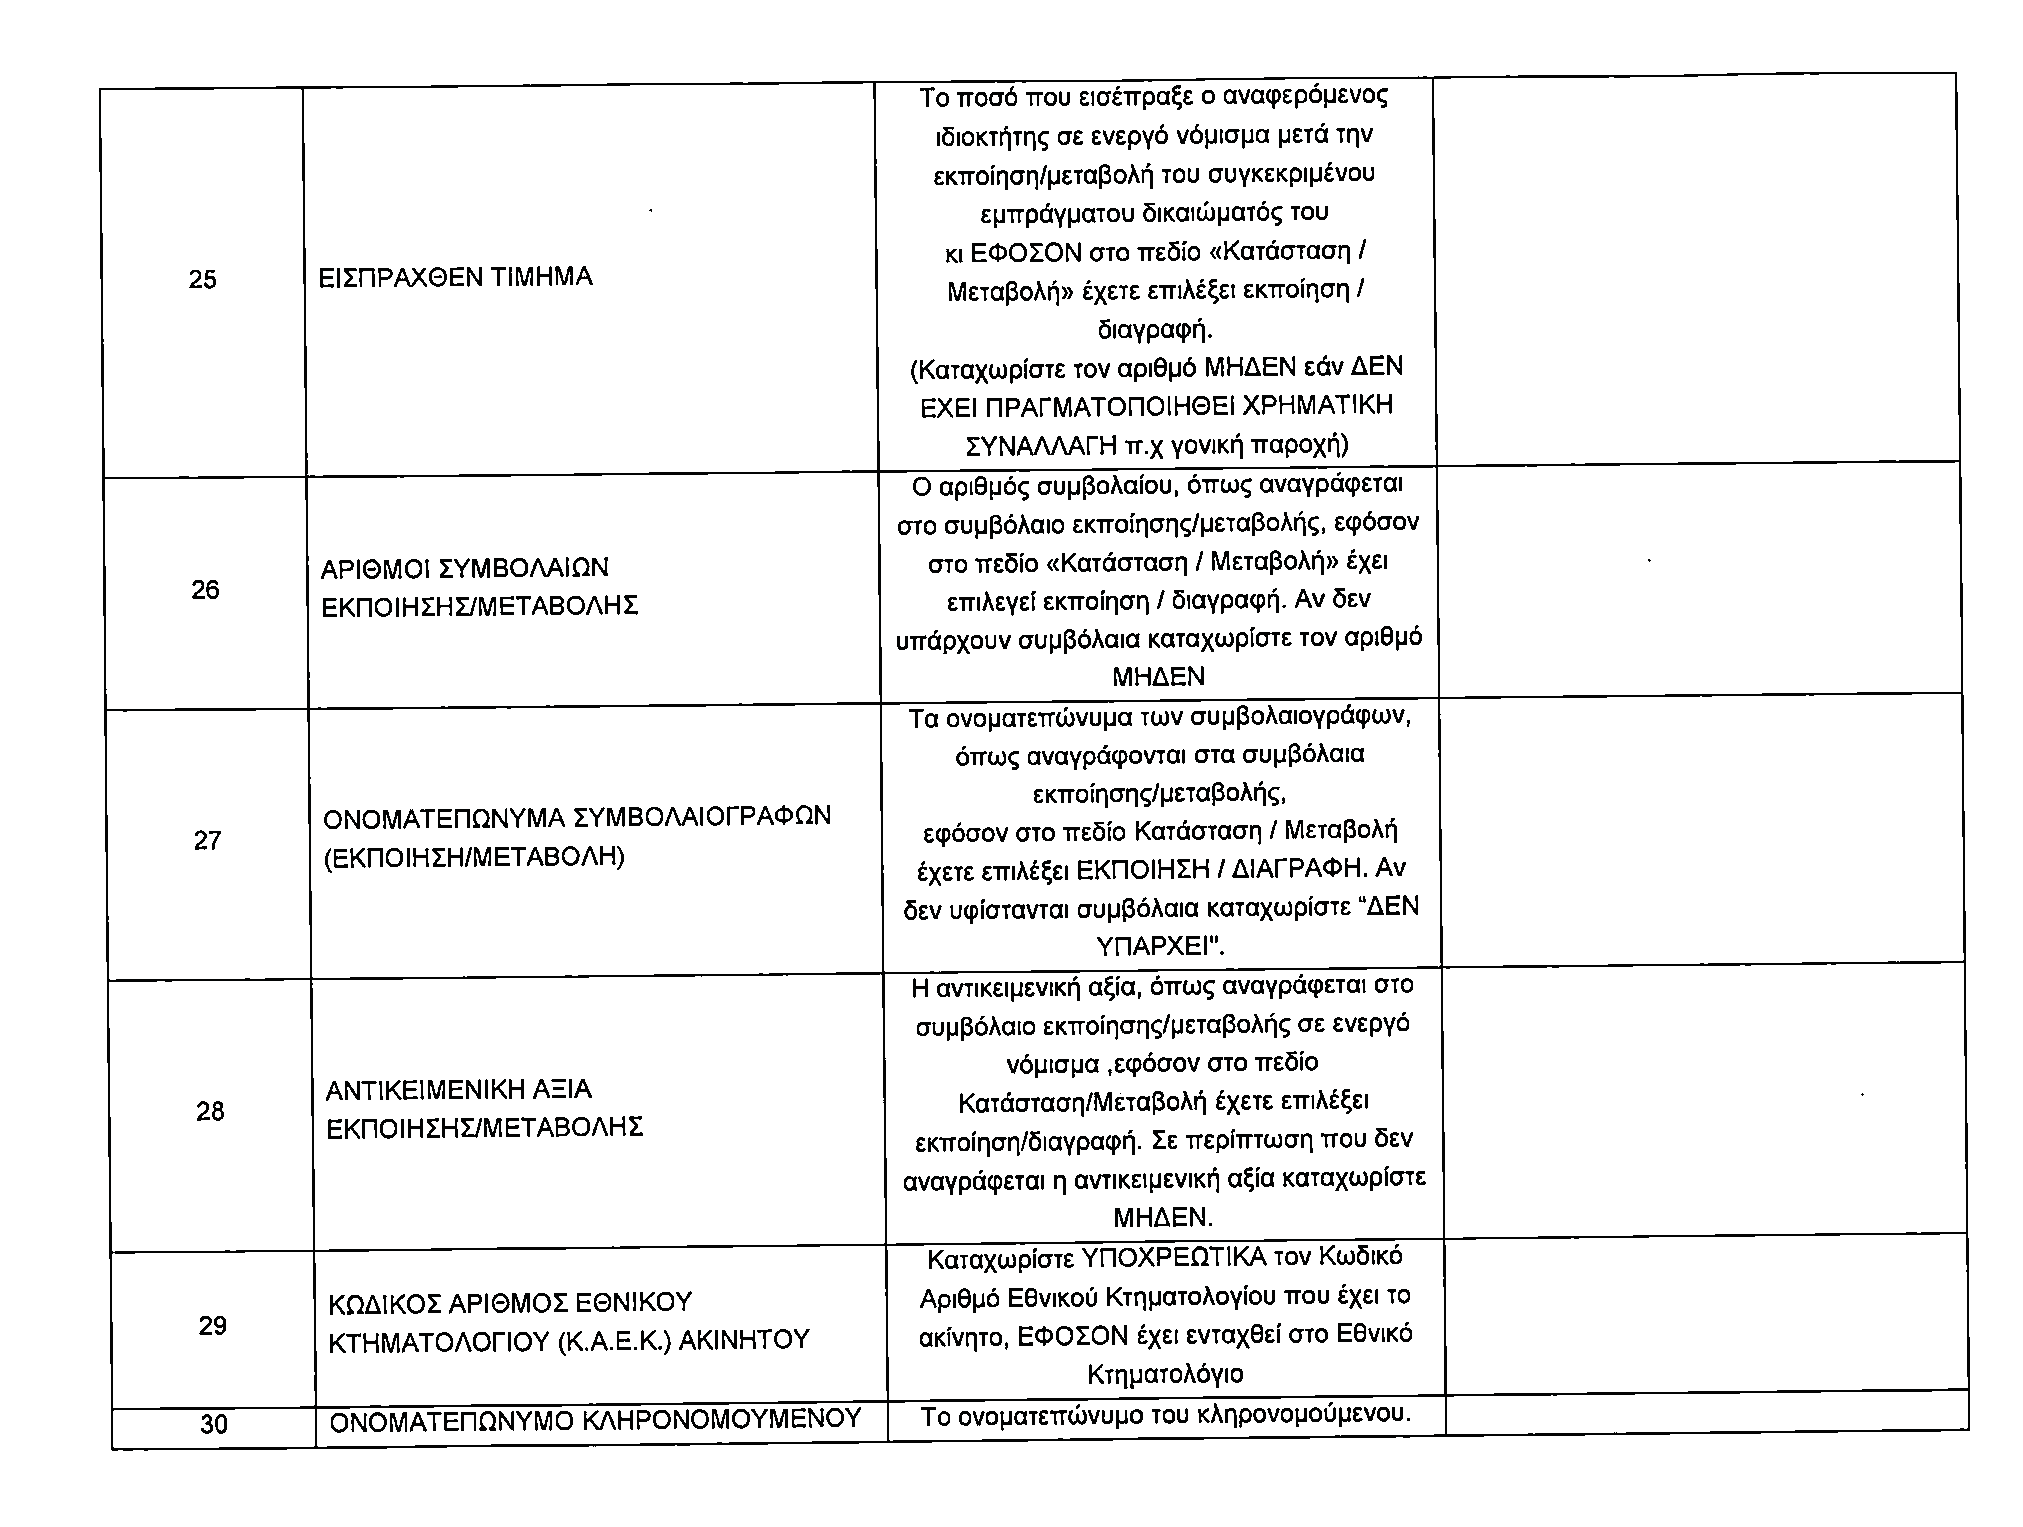 25
ΕΙΣΠΡΑΧΘΕΝ ΤΙΜΗΜΑ
Το ποσό που εισέπραξε ο αναφερόμενος
ιδιοκτήτης σε ενεργό νόμισμα μετά την
εκποίηση/μεταβολή του συγκεκριμένου
εμπράγματου δικαιώματός του
κι ΕΦΟΣΟΝ στο πεδίο «Κατάσταση /
Μεταβολή» έχετε επιλέξει εκποίηση /
διαγραφή.
(Καταχωρίστε τον αριθμό ΜΗΔΕΝ εάν ΔΕΝ
ΕΧΕΙ ΠΡΑΓΜΑΤΟΠΟΙΗΘΕΙ ΧΡΗΜΑΤΙΚΗ
ΣΥΝΑΛΛΑΓΗ π.χ γονική παροχή)
26
ΑΡΙΘΜΟΙ ΣΥΜΒΟΛΑΙΩΝ
ΕΚΠΟΙΗΣΗΣ/ΜΕΤΑΒΟΛΗΣ
Ο αριθμός συμβολαίου, όπως αναγράφεται
στο συμβόλαιο εκποίησης/μεταβολής, εφόσον
στο πεδίο «Κατάσταση / Μεταβολή» έχει
επιλεγεί εκποίηση / διαγραφή. Αν δεν
υπάρχουν συμβόλαια καταχωρίστε τον αριθμό
ΜΗΔΕΝ
27
ΟΝΟΜΑΤΕΠΩΝΥΜΑ ΣΥΜΒΟΛΑΙΟΓΡΑΦΩΝ
(ΕΚΠΟΙΗΣΗ/ΜΕΤΑΒΟΛΗ)
Τα ονοματεπώνυμα των συμβολαιογράφων,
όπως αναγράφονται στα συμβόλαια
εκποίησης/μεταβολής,
εφόσον στο πεδίο Κατάσταση / Μεταβολή
έχετε επιλέξει ΕΚΠΟΙΗΣΗ / ΔΙΑΓΡΑΦΗ. Αν
δεν υφίστανται συμβόλαια καταχωρίστε “ΔΕΝ
ΥΠΑΡΧΕΙ".
28
ΑΝΤΙΚΕΙΜΕΝΙΚΗ ΑΞΙΑ
ΕΚΠΟΙΗΣΗΣ/ΜΕΤΑΒΟΛΗΣ
Η αντικειμενική αξία, όπως αναγράφεται στο
συμβόλαιο εκποίησης/μεταβολής σε ενεργό
νόμισμα ,εφόσον στο πεδίο
Κατάσταση/Μεταβολή έχετε επιλέξει
εκποίηση/διαγραφή. Σε περίπτωση που δεν
αναγράφεται η αντικειμενική αξία καταχωρίστε
ΜΗΔΕΝ.
29
ΚΩΔΙΚΟΣ ΑΡΙΘΜΟΣ ΕΘΝΙΚΟΥ
ΚΤΗΜΑΤΟΛΟΓΙΟΥ (Κ.Α.Ε.Κ.) ΑΚΙΝΗΤΟΥ
Καταχωρίστε ΥΠΟΧΡΕΩΤΙΚΑ τον Κωδικό
Αριθμό Εθνικού Κτηματολογίου που έχει το
ακίνητο, ΕΦΟΣΟΝ έχει ενταχθεί στο Εθνικό
Κτηματολόγιο
30
ΟΝΟΜΑΤΕΠΩΝΥΜΟ ΚΛΗΡΟΝΟΜΟΥΜΕΝΟΥ
Το ονοματεπώνυμο του κληρονομούμενου.